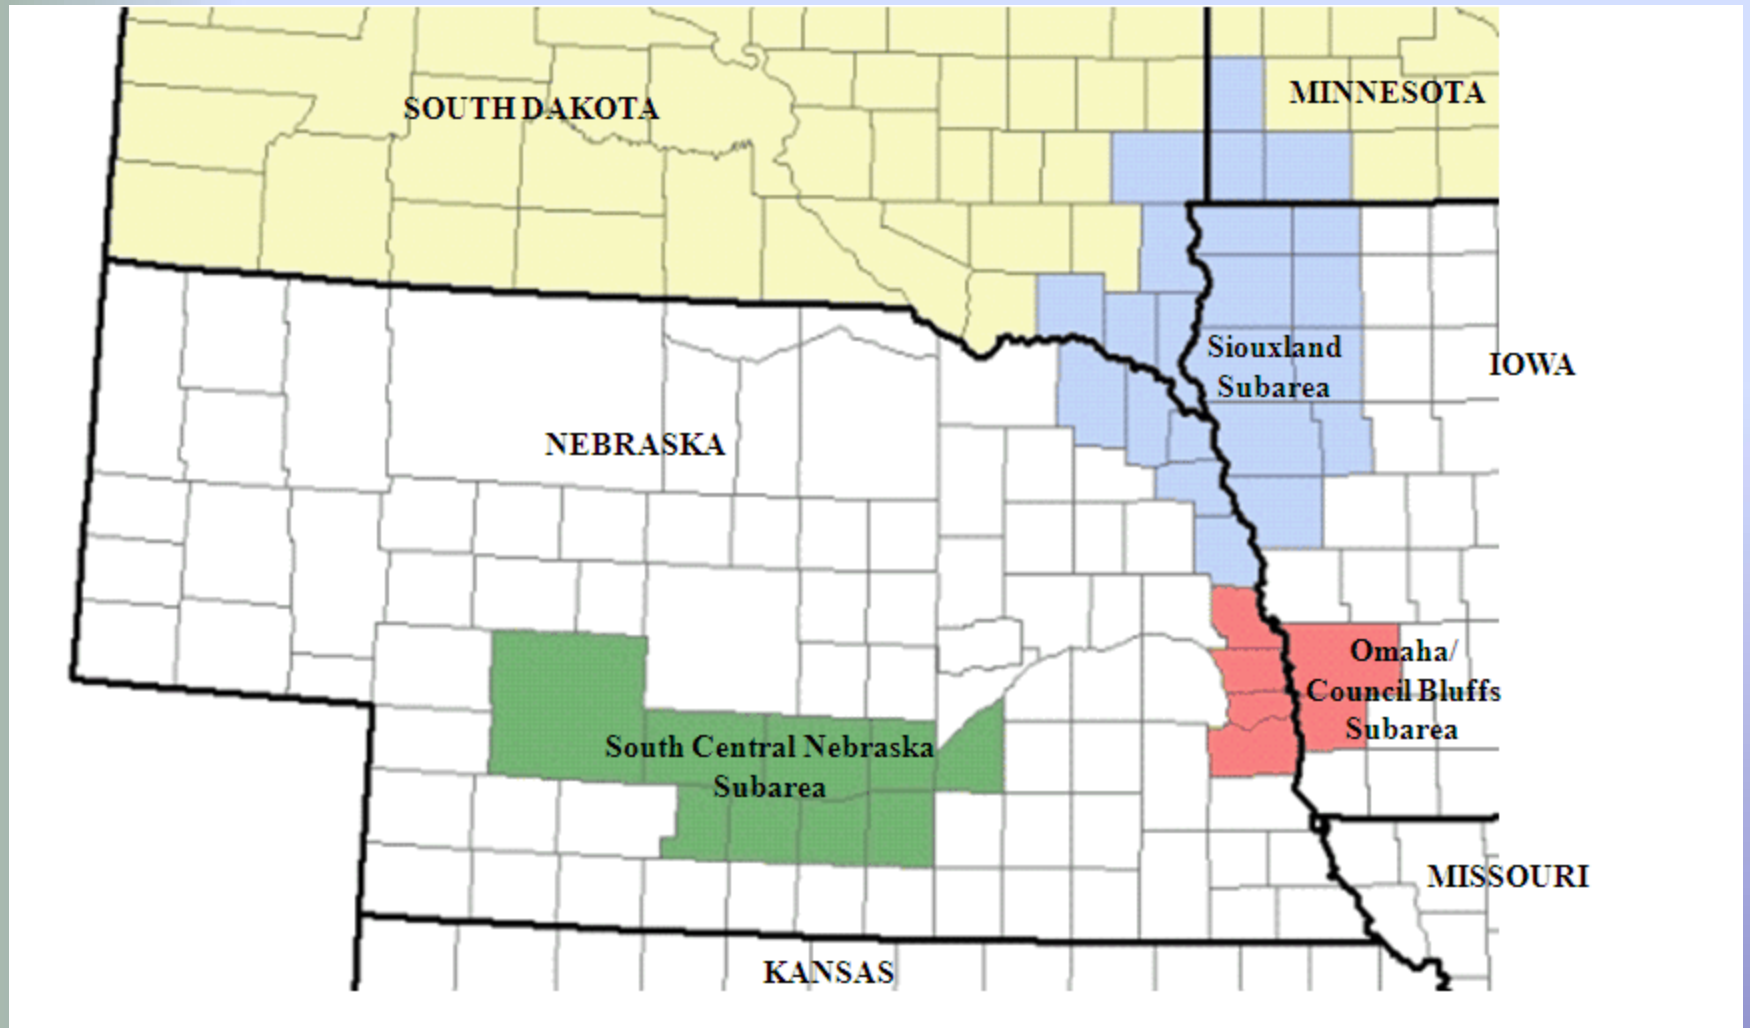 SOUTH DAKOTA
MINNESOTA
Siouxland
Subarea
IOWA
NEBRASKA
Omaha/
Council Bluffs
Subarea
South Central Nebraska
Subarea
MISSOURI
KANSAS